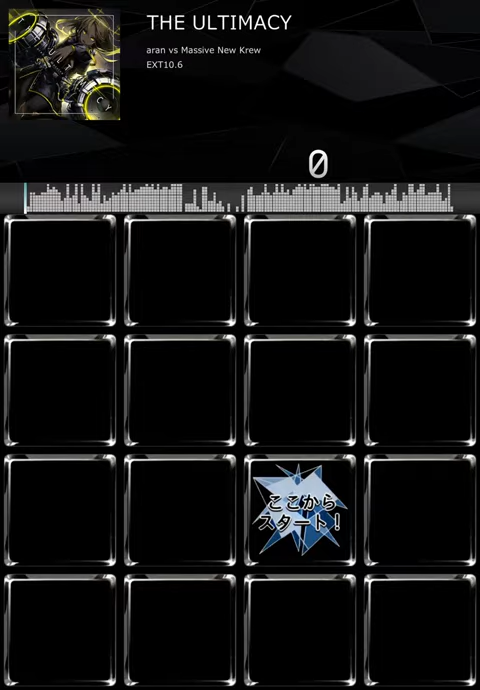 THE ULTIMACY
aran vs Massive New Krew
EXT10.6
0
ここから
スタート！